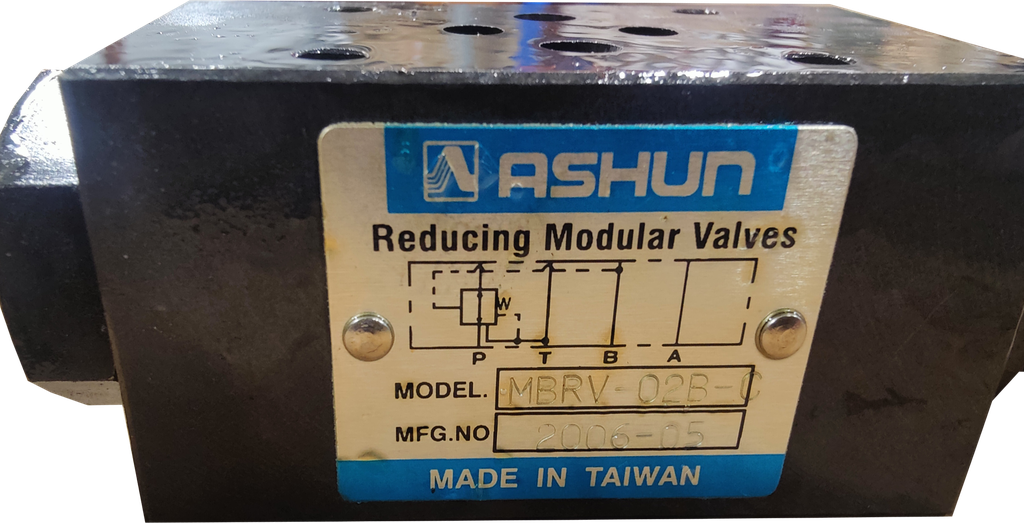 ASHUN
Reducing Modular Valves
W
P T B A
MODEL. MBRV-02B-C
MFG.NO 2006-05
MADE IN TAIWAN